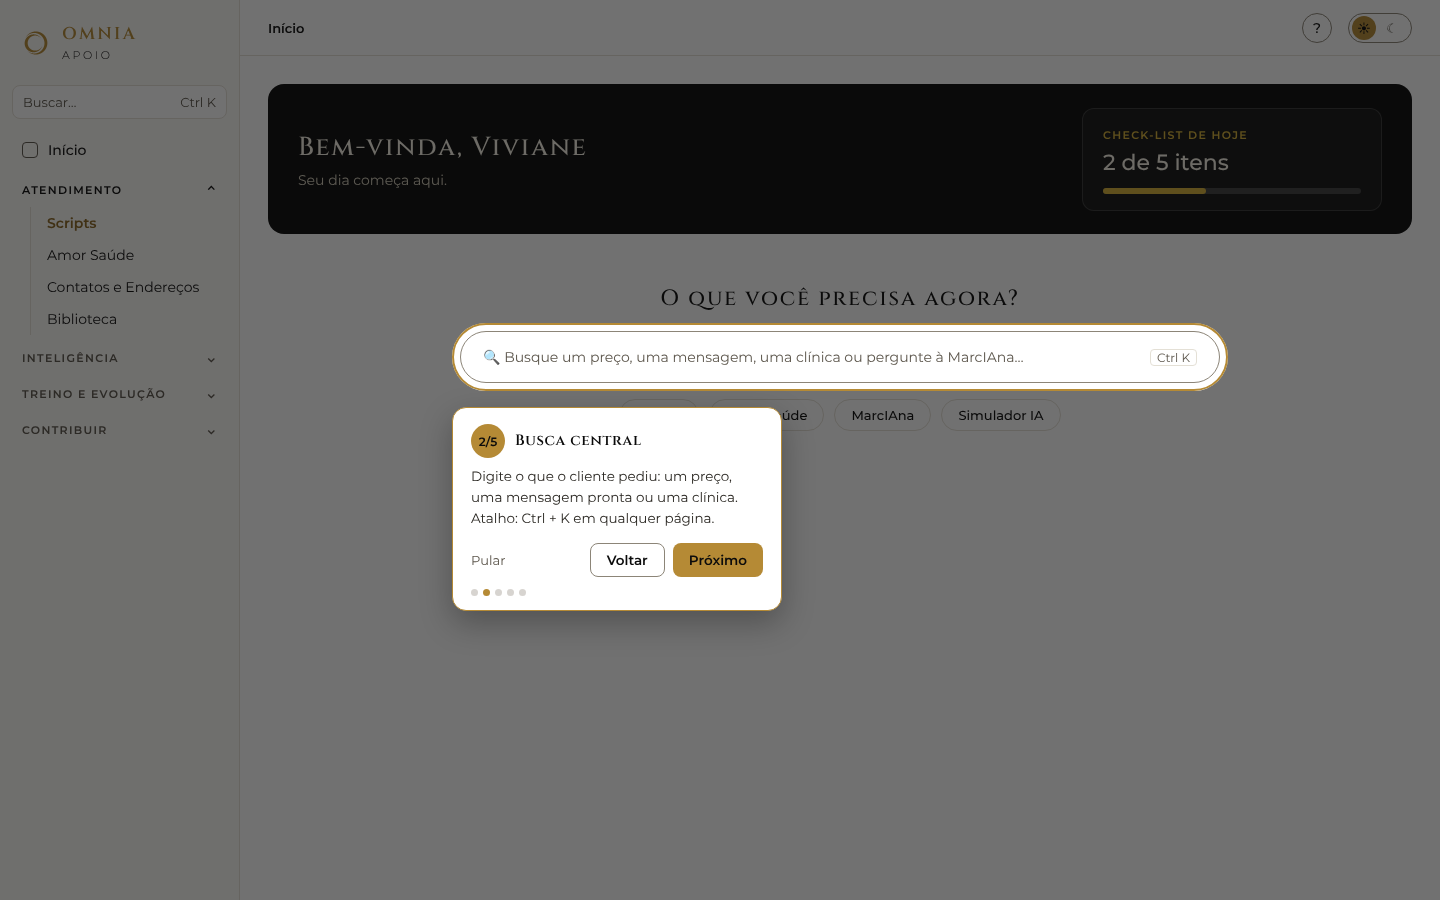 OMNIA
APOIO
Buscar... Ctrl K
Início
ATENDIMENTO
Scripts
Amor Saúde
Contatos e Endereços
Biblioteca
INTELIGÊNCIA
TREINO E EVOLUÇÃO
CONTRIBUIR
Início
?
Bem-vinda, Viviane
Seu dia começa aqui.
CHECK-LIST DE HOJE
2 de 5 itens
O que você precisa agora?
Busque um preço, uma mensagem, uma clínica ou pergunte à MarcIAna... Ctrl K
úde MarcIAna Simulador IA
2/5 Busca central
Digite o que o cliente pediu: um preço,
uma mensagem pronta ou uma clínica.
Atalho: Ctrl + K em qualquer página.
Pular Voltar Próximo